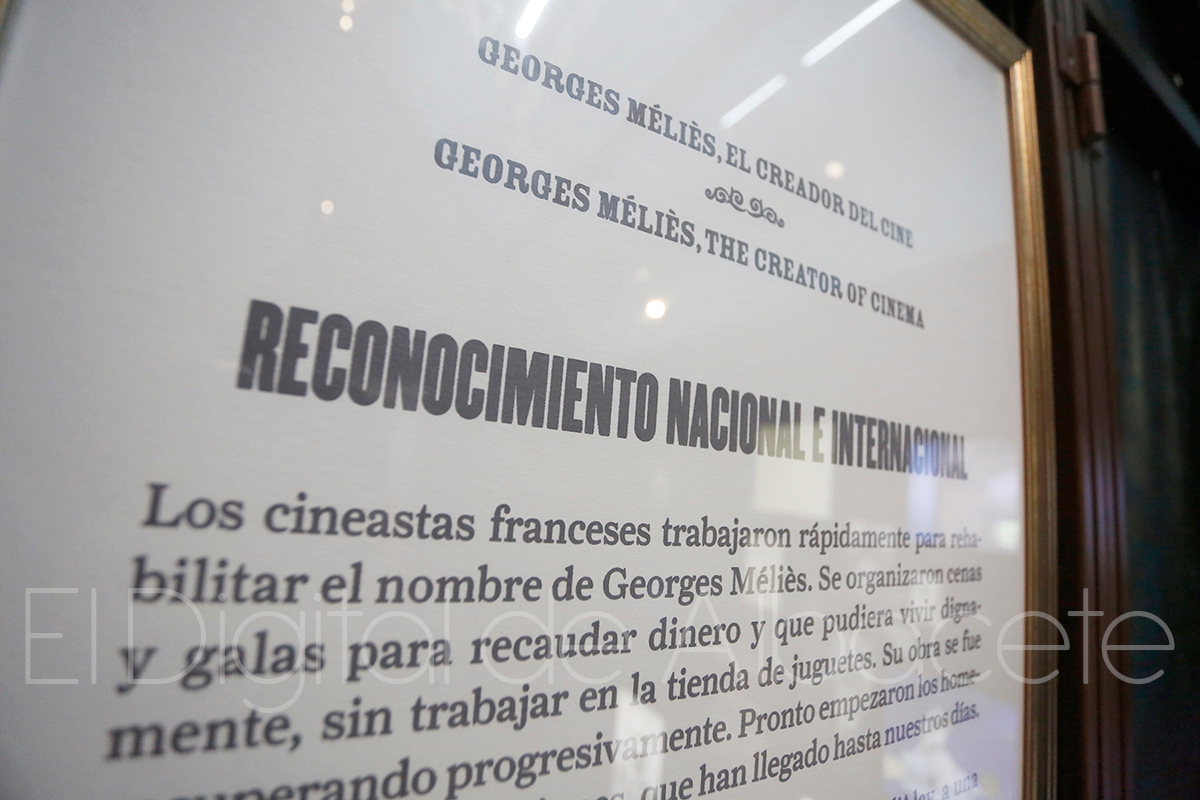 GEORGES MÉLIÈS, EL CREADOR DEL CINE
GEORGES MÉLIÈS, THE CREATOR OF CINEMA
RECONOCIMIENTO NACIONAL E INTERNACIONAL
Los cineastas franceses trabajaron rápidamente para reha-
bilitar el nombre de Georges Méliès. Se organizaron cenas
y galas para recaudar dinero y que pudiera vivir digna-
mente, sin trabajar en la tienda de juguetes. Su obra se fue
progresivamente. Pronto empezaron los home-
que han llegado hasta nuestros días.
a una
El Digital de Albacete